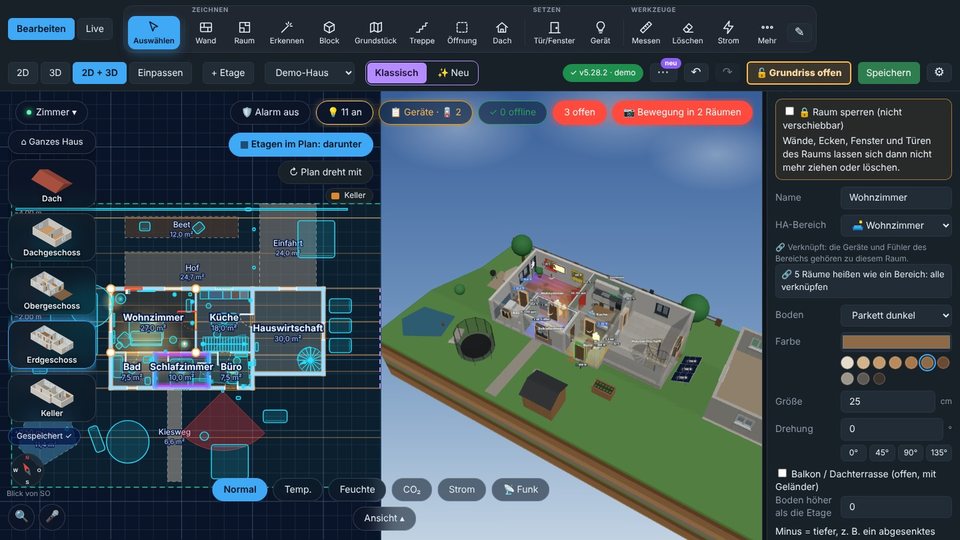 ZEICHNEN
SETZEN
WERKZEUGE
Bearbeiten
Live
Auswählen
Wand
Raum
Erkennen
Block
Grundstück
Treppe
Öffnung
Dach
Tür/Fenster
Gerät
Messen
Löschen
Strom
Mehr
2D
3D
2D + 3D
Einpassen
+ Etage
Demo-Haus
Klassisch
✨ Neu
✓ v5.28.2 · demo
neu
🔓 Grundriss offen
Speichern
Zimmer ▾
🛡️ Alarm aus
💡 11 an
📋 Geräte · 🪫 2
✓ 0 offline
3 offen
📷 Bewegung in 2 Räumen
⌂ Ganzes Haus
▦ Etagen im Plan: darunter
↻ Plan dreht mit
Keller
Dach
Dachgeschoss
Obergeschoss
Erdgeschoss
Keller
Beet
12,0 m²
Einfahrt
24,0 m²
Hof
24,7 m²
Wohnzimmer
27,0 m²
Küche
18,0 m²
Hauswirtschaft
30,0 m²
Bad
7,5 m²
Schlafzimmer
10,0 m²
Büro
7,5 m²
Kiesweg
6,6 m²
Gespeichert ✓
N
W
O
S
Blick von SO
Normal
Temp.
Feuchte
CO₂
Strom
📡 Funk
Ansicht ▴
🔒 Raum sperren (nicht
verschiebbar)
Wände, Ecken, Fenster und Türen
des Raums lassen sich dann nicht
mehr ziehen oder löschen.
Name
Wohnzimmer
HA-Bereich
🛋️ Wohnzimmer
🔗 Verknüpft: die Geräte und Fühler des
Bereichs gehören zu diesem Raum.
🔗 5 Räume heißen wie ein Bereich: alle
verknüpfen
Boden
Parkett dunkel
Farbe
Größe
25
cm
Drehung
0
°
0°
45°
90°
135°
Balkon / Dachterrasse (offen, mit
Geländer)
Boden höher
als die Etage
0
Minus = tiefer, z. B. ein abgesenktes